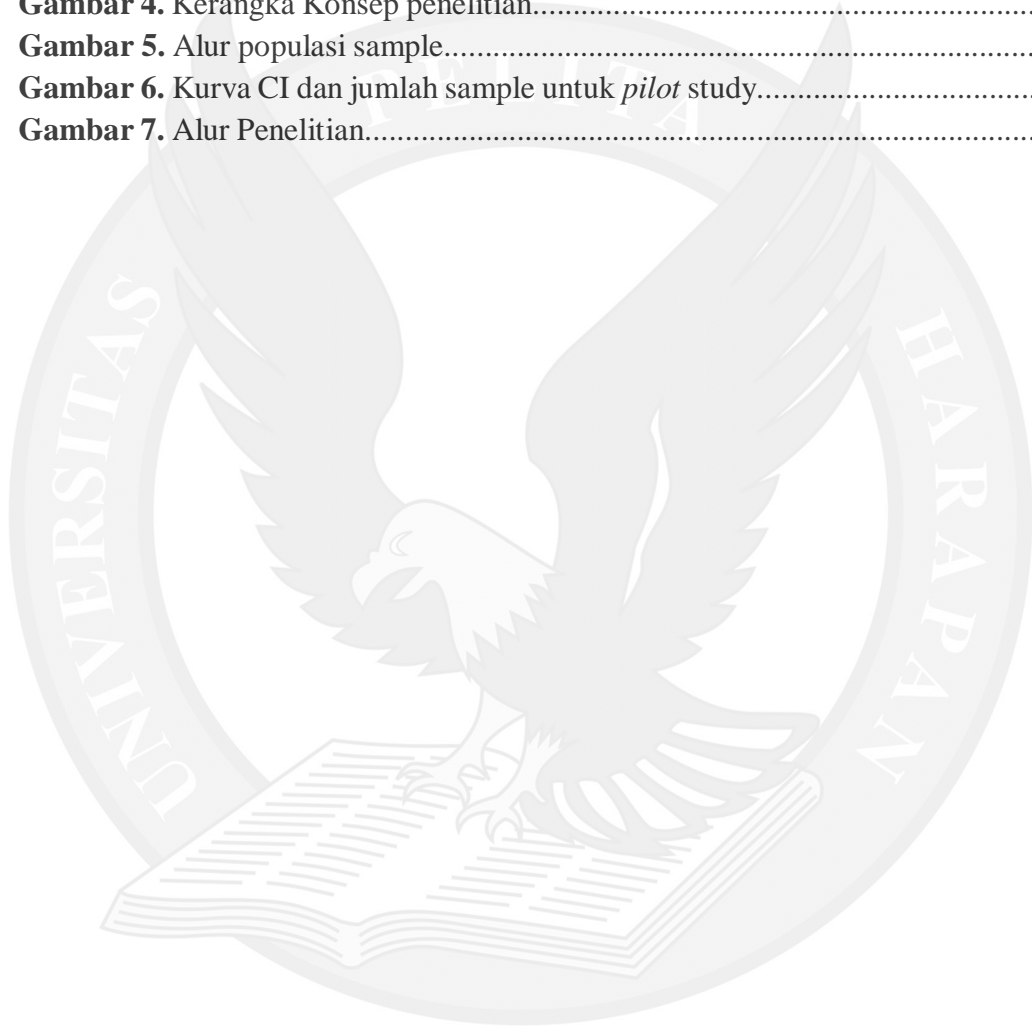 Gambar 4. Kerangka Konsep penelitian
Gambar 5. Alur populasi sample
Gambar 6. Kurva CI dan jumlah sample untuk pilot study
Gambar 7. Alur Penelitian
UNIVERSITAS PELITA HARAPAN